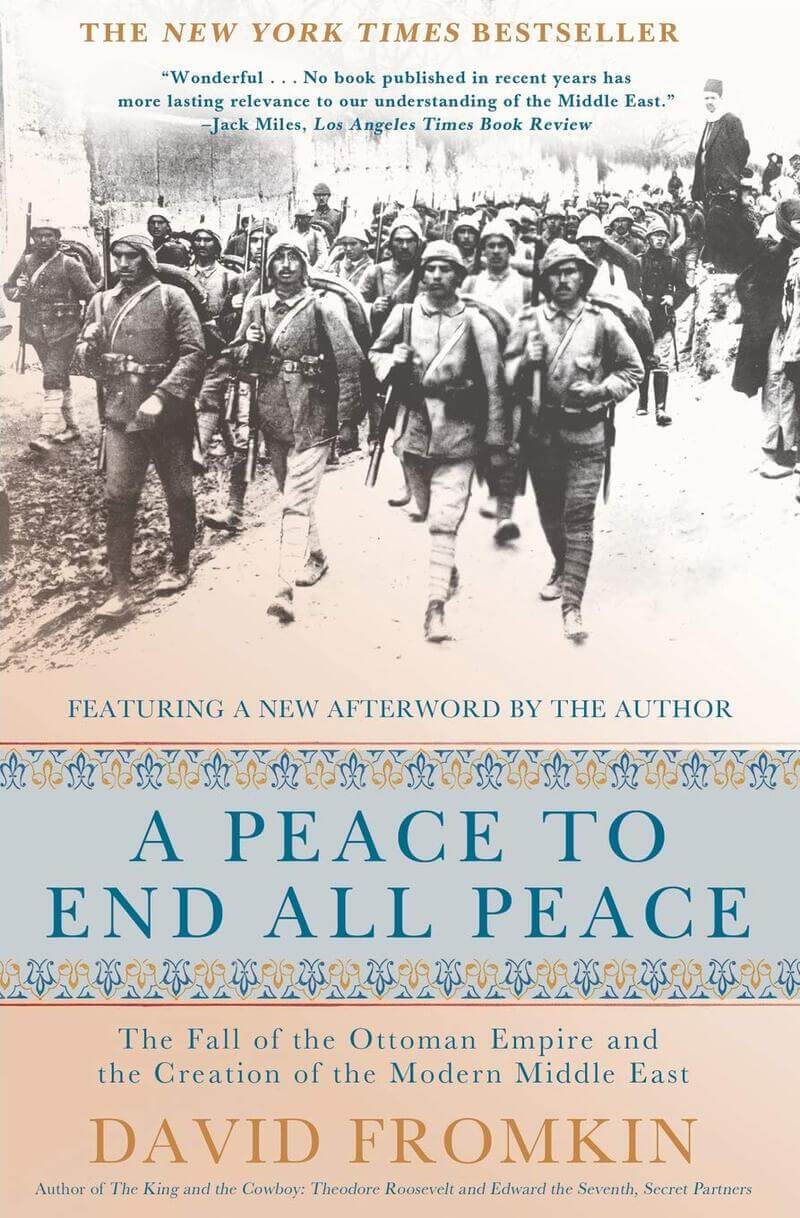 THE NEW YORK TIMES BESTSELLER
“Wonderful . . . No book published in recent years has
more lasting relevance to our understanding of the Middle East.”
–Jack Miles, Los Angeles Times Book Review
FEATURING A NEW AFTERWORD BY THE AUTHOR
A PEACE TO
END ALL PEACE
The Fall of the Ottoman Empire and
the Creation of the Modern Middle East
DAVID FROMKIN
Author of The King and the Cowboy: Theodore Roosevelt and Edward the Seventh, Secret Partners